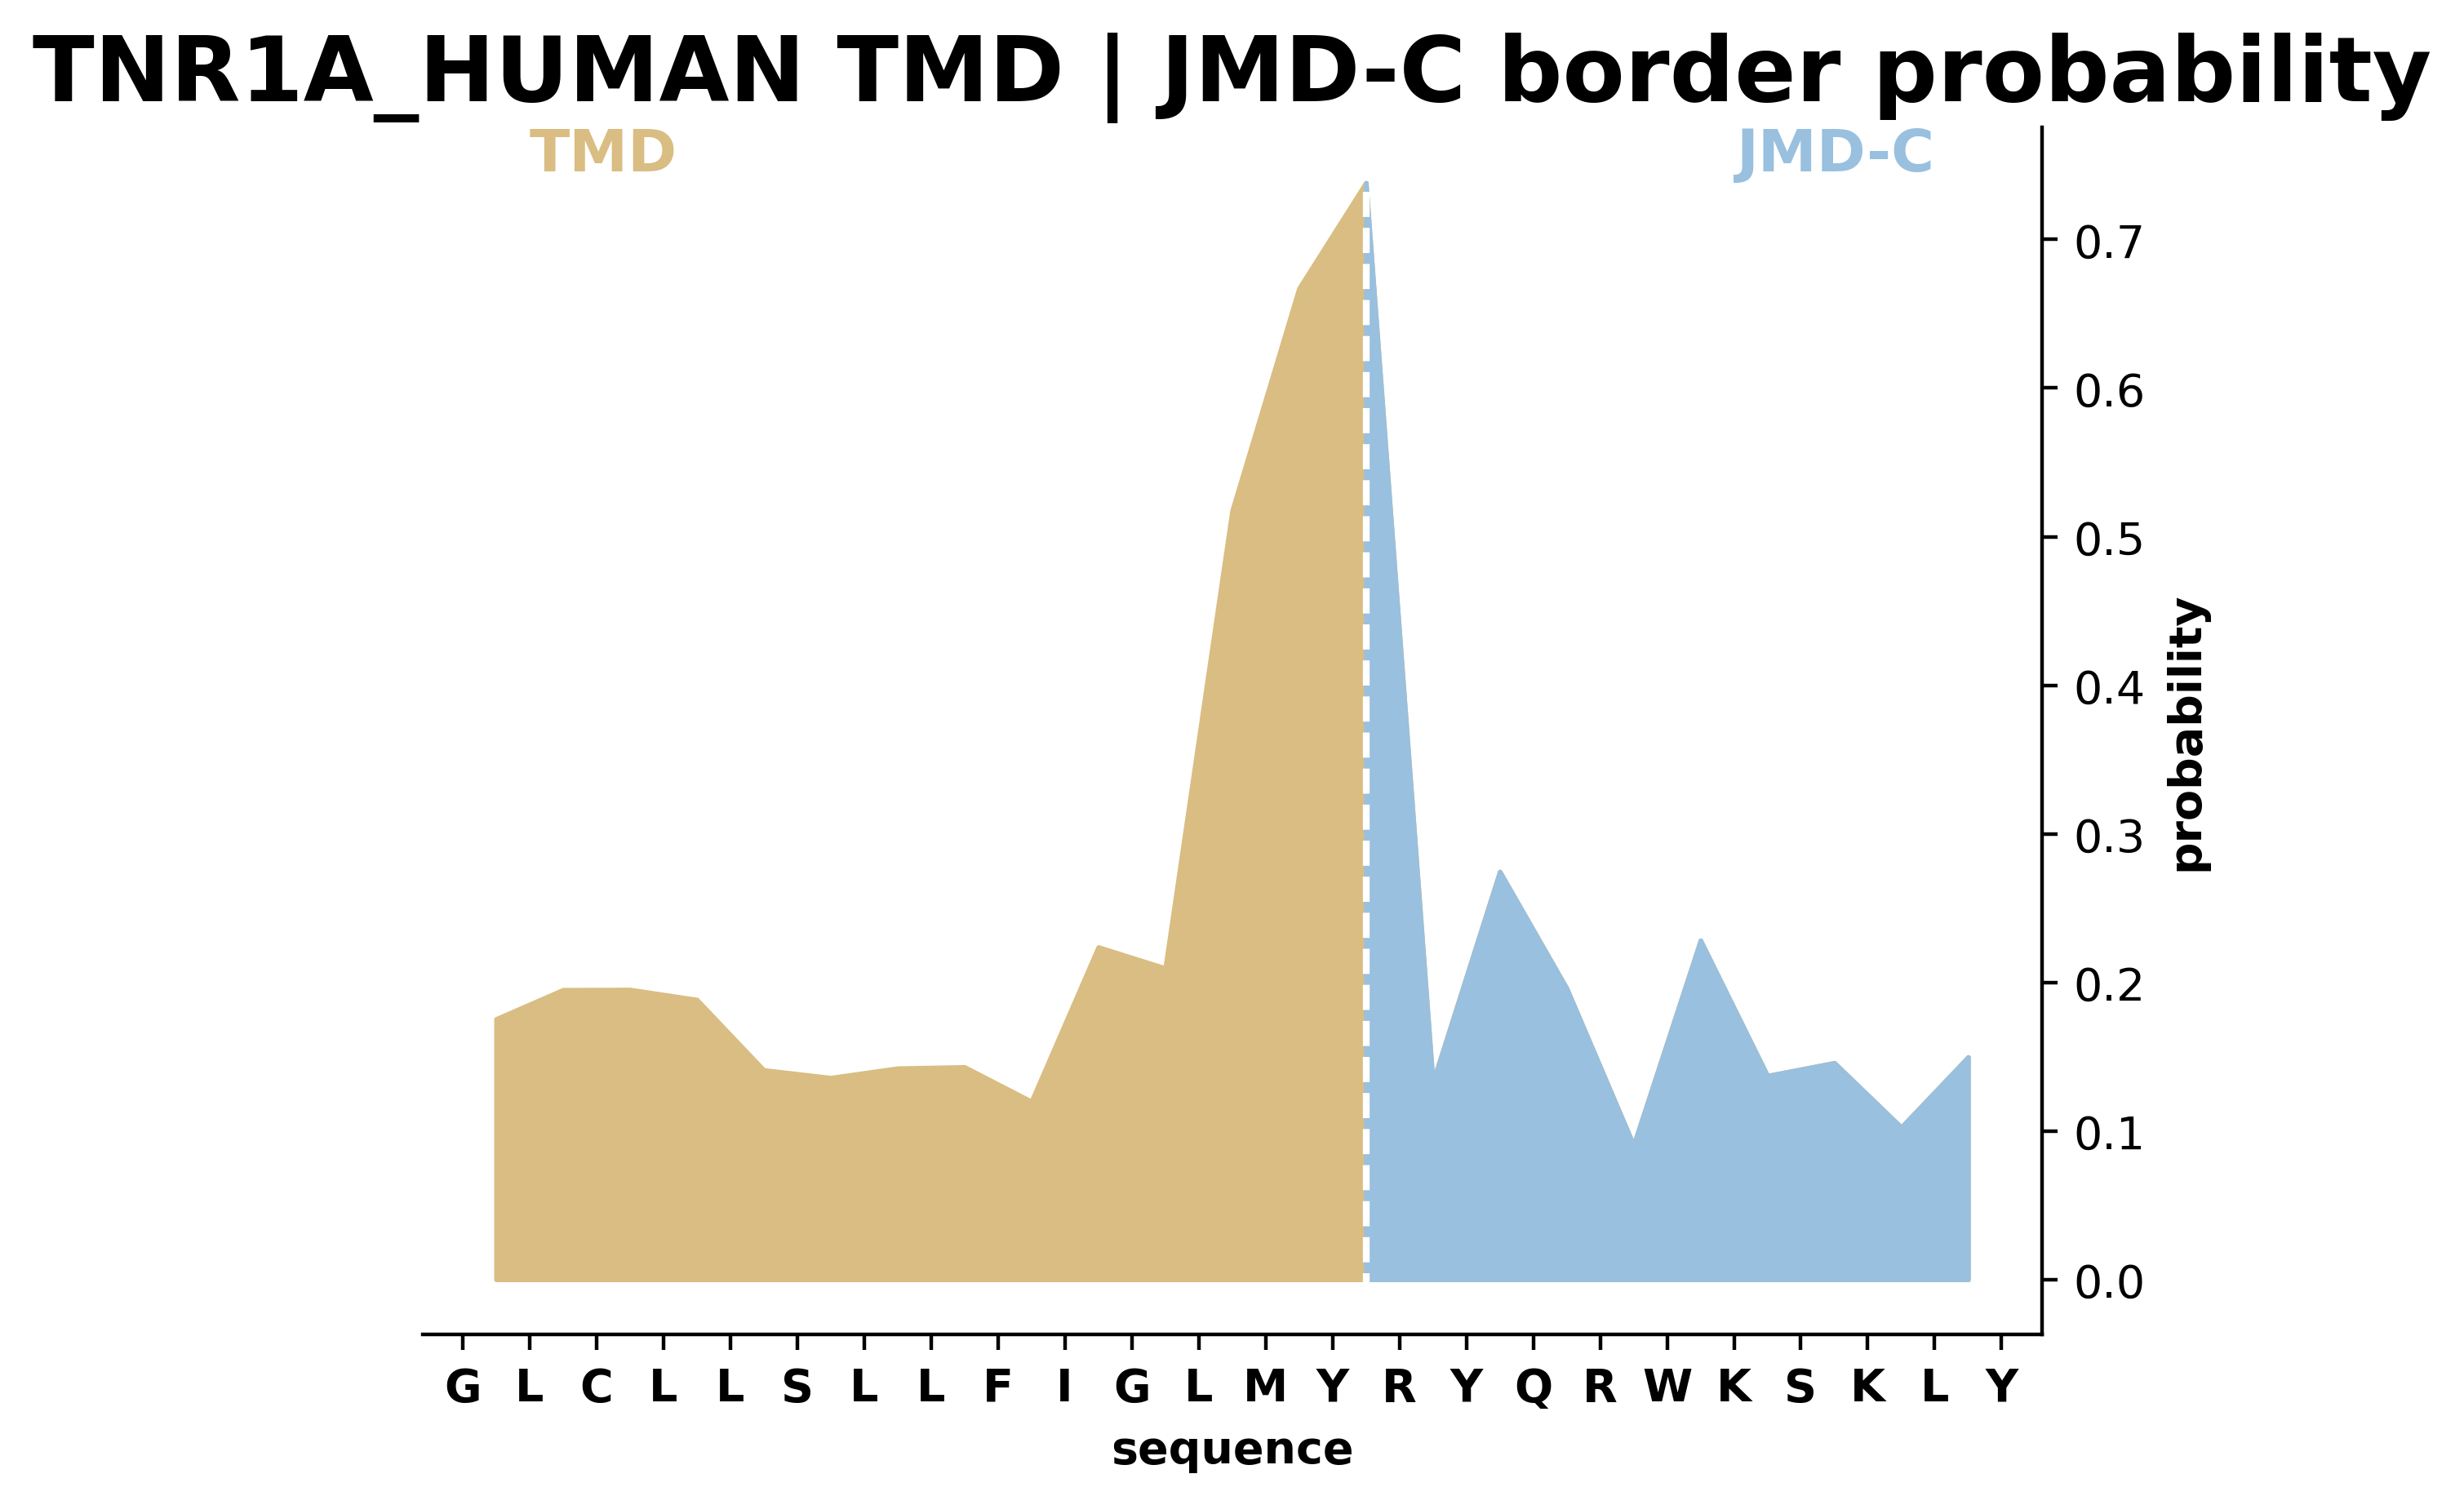 TNR1A_HUMAN TMD | JMD-C border probability
TMD JMD-C
0.7
0.6
0.5
0.4
0.3
0.2
0.1
0.0
probability
G L C L L S L L F I G L M Y R Y Q R W K S K L Y
sequence